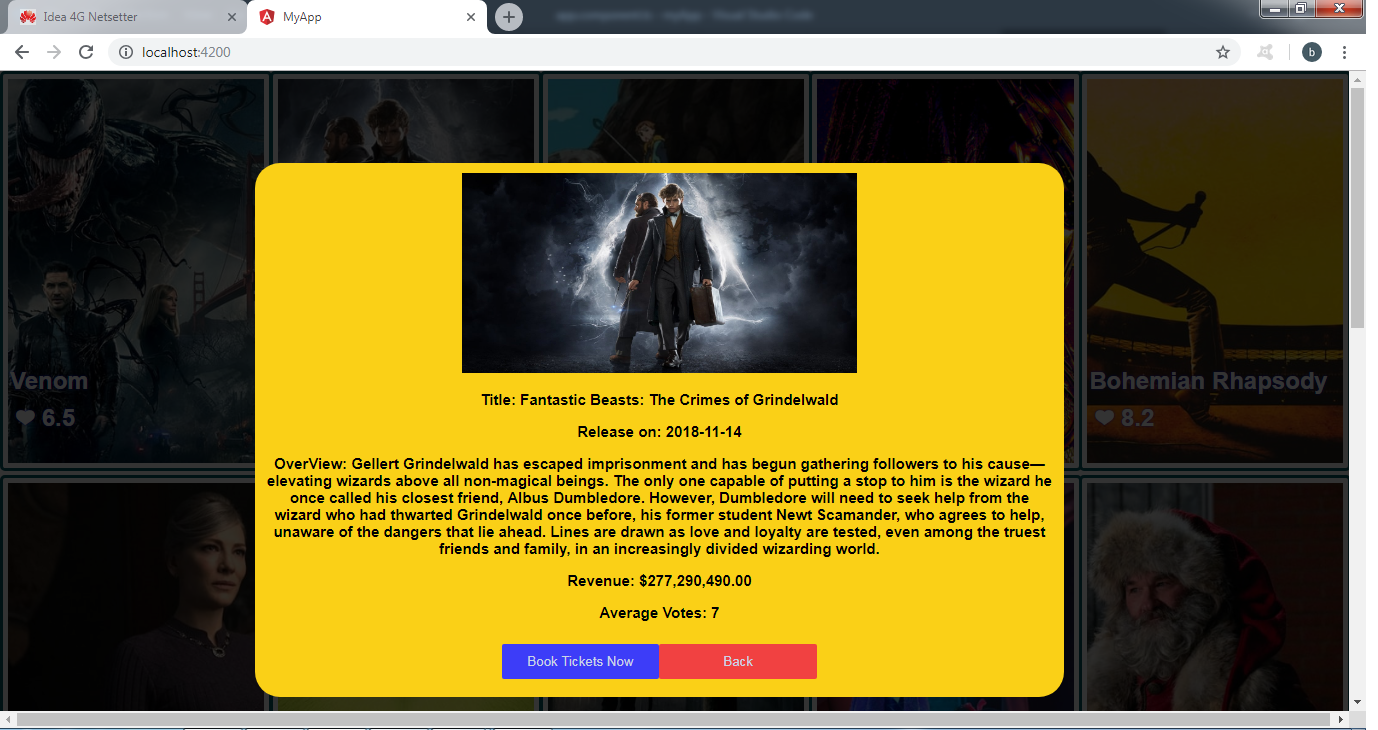 Idea 4G Netsetter
MyApp
localhost:4200
b
Venom
6.5
Bohemian Rhapsody
8.2
Title: Fantastic Beasts: The Crimes of Grindelwald
Release on: 2018-11-14
OverView: Gellert Grindelwald has escaped imprisonment and has begun gathering followers to his cause—
elevating wizards above all non-magical beings. The only one capable of putting a stop to him is the wizard he
once called his closest friend, Albus Dumbledore. However, Dumbledore will need to seek help from the
wizard who had thwarted Grindelwald once before, his former student Newt Scamander, who agrees to help,
unaware of the dangers that lie ahead. Lines are drawn as love and loyalty are tested, even among the truest
friends and family, in an increasingly divided wizarding world.
Revenue: $277,290,490.00
Average Votes: 7
Book Tickets Now
Back